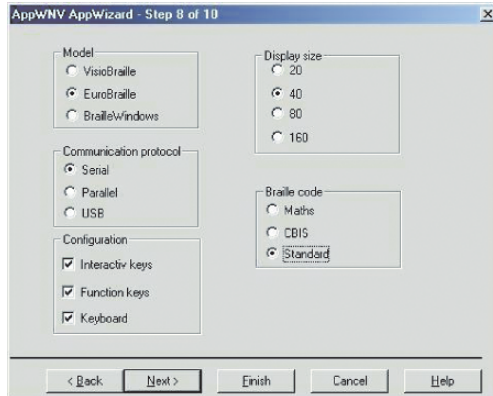 AppWNV AppWizard - Step 8 of 10
Model
VisioBraille
EuroBraille
BrailleWindows
Communication protocol
Serial
Parallel
USB
Configuration
Interactiv keys
Function keys
Keyboard
Display size
20
40
80
160
Braille code
Maths
CBIS
Standard
< Back
Next >
Finish
Cancel
Help